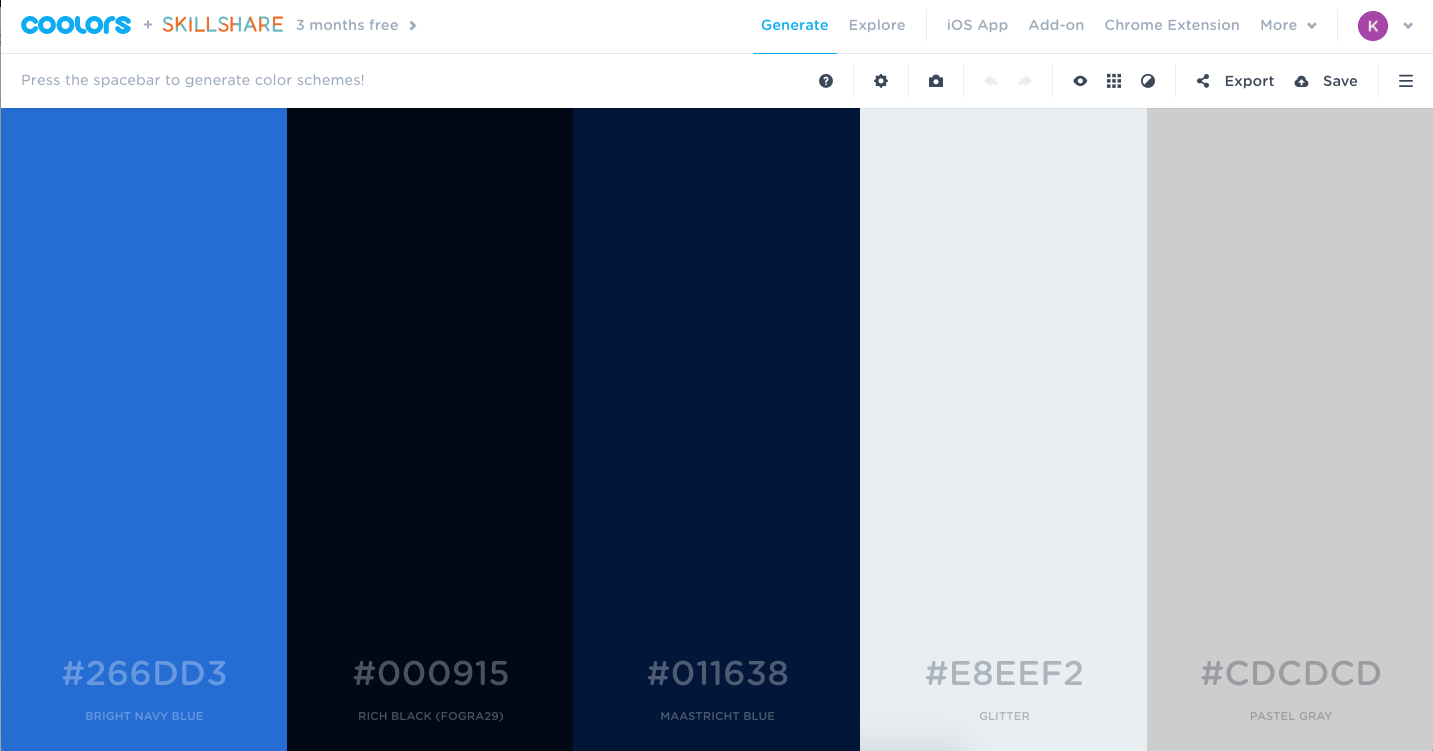 coolors + SKILLSHARE 3 months free Generate Explore iOS App Add-on Chrome Extension More K
Press the spacebar to generate color schemes! Export Save
#266DD3 #000915 #011638 #E8EEF2 #CDCDCD
BRIGHT NAVY BLUE RICH BLACK (FOGRA29) MAASTRICHT BLUE GLITTER PASTEL GRAY